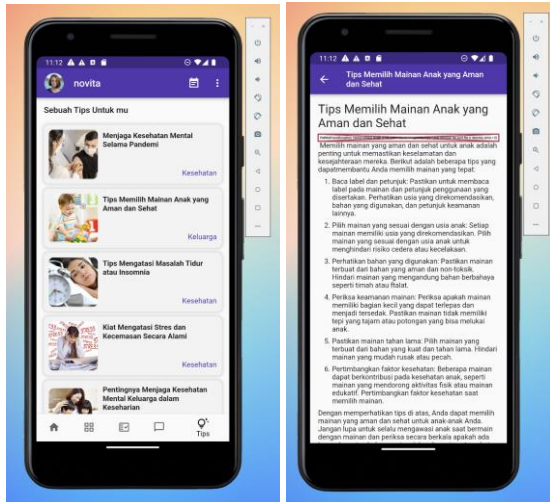 11:12
novita
Sebuah Tips Untuk mu
Menjaga Kesehatan Mental
Selama Pandemi
Kesehatan
Tips Memilih Mainan Anak yang
Aman dan Sehat
Keluarga
Tips Mengatasi Masalah Tidur
atau Insomnia
Kesehatan
Kiat Mengatasi Stres dan
Kecemasan Secara Alami
Kesehatan
Pentingnya Menjaga Kesehatan
Mental Keluarga dalam
Keseharian
Tips
11:12
Tips Memilih Mainan Anak yang Aman
dan Sehat
Tips Memilih Mainan Anak yang
Aman dan Sehat
Memilih mainan yang aman dan sehat untuk anak adalah
penting untuk memastikan keselamatan dan
kesejahteraan mereka. Berikut adalah beberapa tips yang
dapatmembantu Anda memilih mainan yang tepat.
1. Baca label dan petunjuk: Pastikan untuk membaca
label pada mainan dan petunjuk penggunaan yang
disertakan. Perhatikan usia yang direkomendasikan,
bahan yang digunakan, dan petunjuk keamanan
lainnya.
2. Pilih mainan yang sesuai dengan usia anak: Setiap
mainan memiliki usia yang direkomendasikan. Pilih
mainan yang sesuai dengan usia anak untuk
menghindari risiko cedera atau kecelakaan.
3. Perhatikan bahan yang digunakan: Pastikan mainan
terbuat dari bahan yang aman dan non-toksik.
Hindari mainan yang mengandung bahan berbahaya
seperti timah atau ftalat.
4. Periksa keamanan mainan: Periksa apakah mainan
memiliki bagian kecil yang dapat terlepas dan
menjadi tersedak. Pastikan mainan tidak memiliki
tepi yang tajam atau potongan yang bisa melukai
anak.
5. Pastikan mainan tahan lama: Pilih mainan yang
terbuat dari bahan yang kuat dan tahan lama. Hindari
mainan yang mudah rusak atau pecah.
6. Pertimbangkan faktor kesehatan: Beberapa mainan
dapat berkontribusi pada kesehatan anak, seperti
mainan yang mendorong aktivitas fisik atau mainan
edukatif. Pertimbangkan faktor kesehatan saat
memilih mainan.
Dengan memperhatikan tips di atas, Anda dapat memilih
mainan yang aman dan sehat untuk anak-anak Anda.
Jangan lupa untuk selalu mengawasi anak saat bermain
dengan mainan dan periksa secara berkala apakah ada